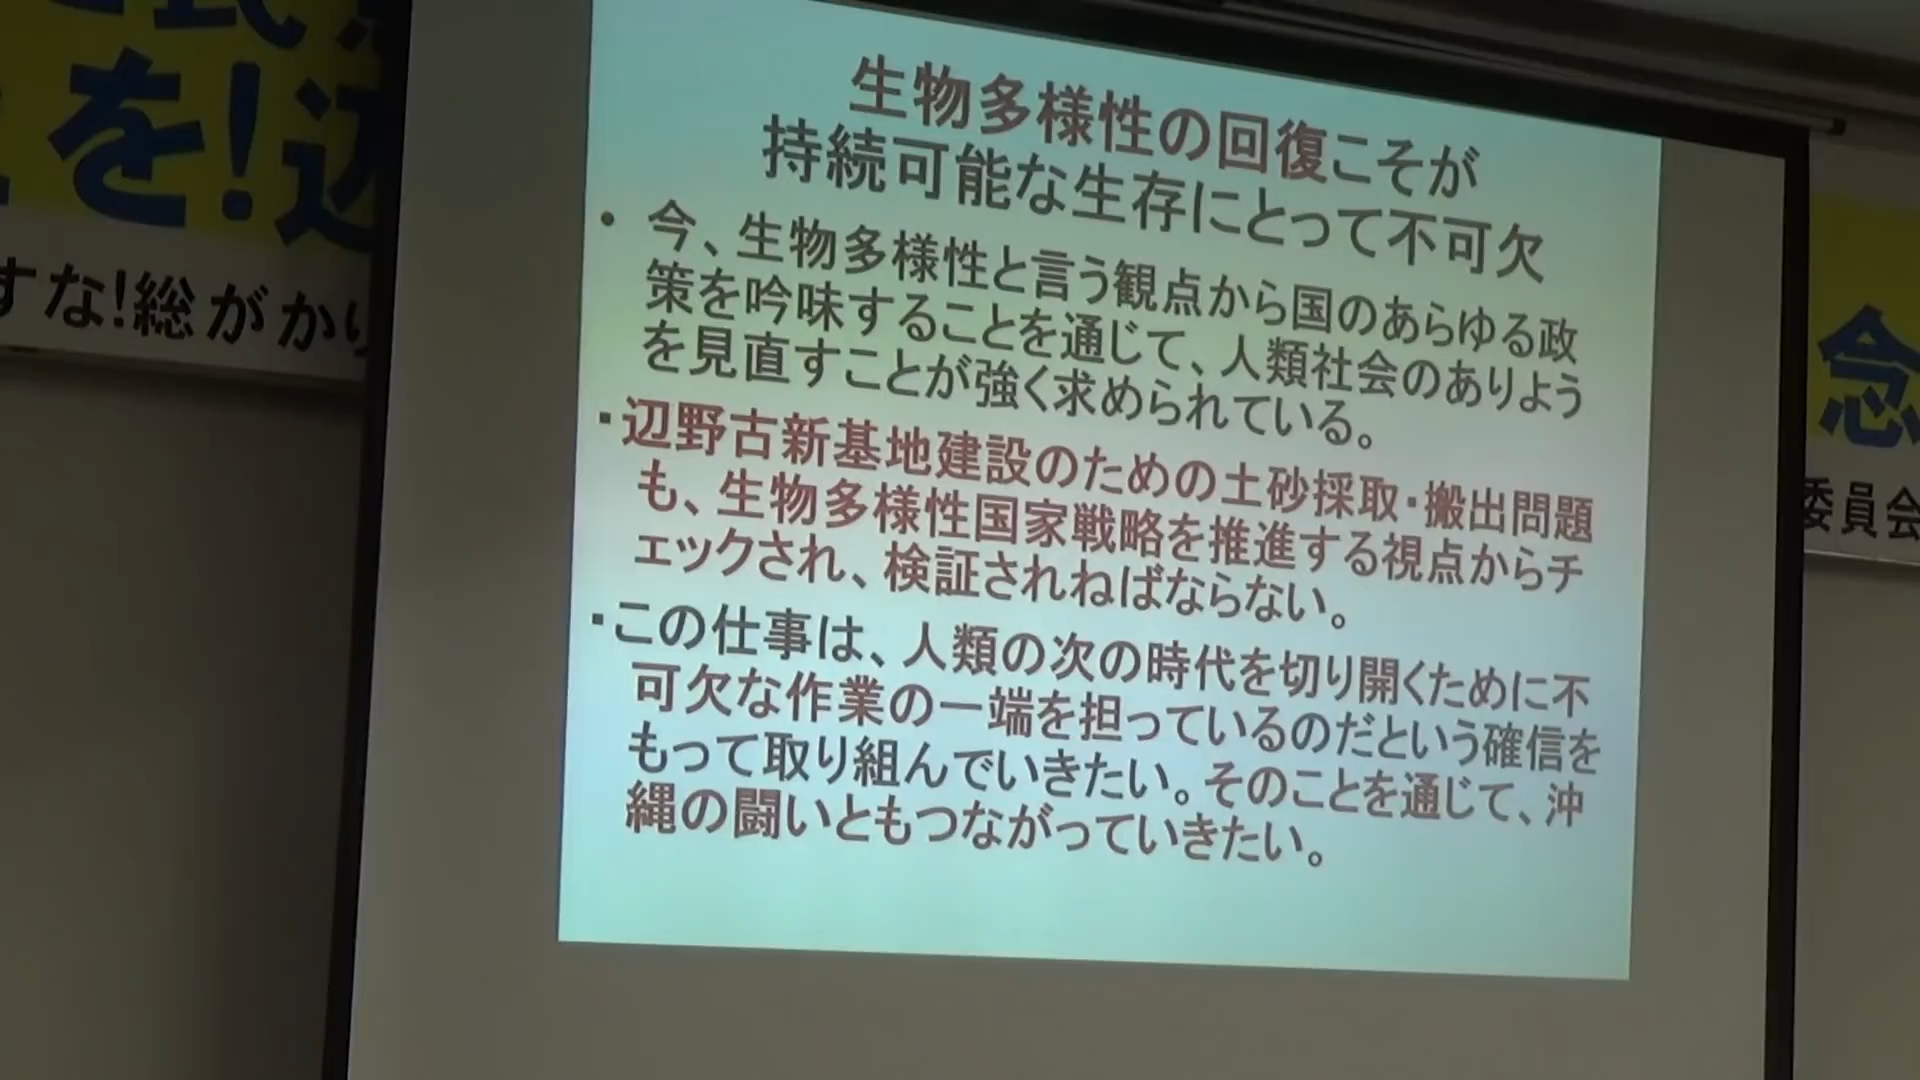 を!辺
すな!総がかり
生物多様性の回復こそが
持続可能な生存にとって不可欠
• 今、生物多様性と言う観点から国のあらゆる政
策を吟味することを通じて、人類社会のありよう
を見直すことが強く求められている。
・辺野古新基地建設のための土砂採取・搬出問題
も、生物多様性国家戦略を推進する視点からチ
ェックされ、検証されねばならない。
・この仕事は、人類の次の時代を切り開くために不
可欠な作業の一端を担っているのだという確信を
もって取り組んでいきたい。そのことを通じて、沖
縄の闘いともつながっていきたい。
念
委員会